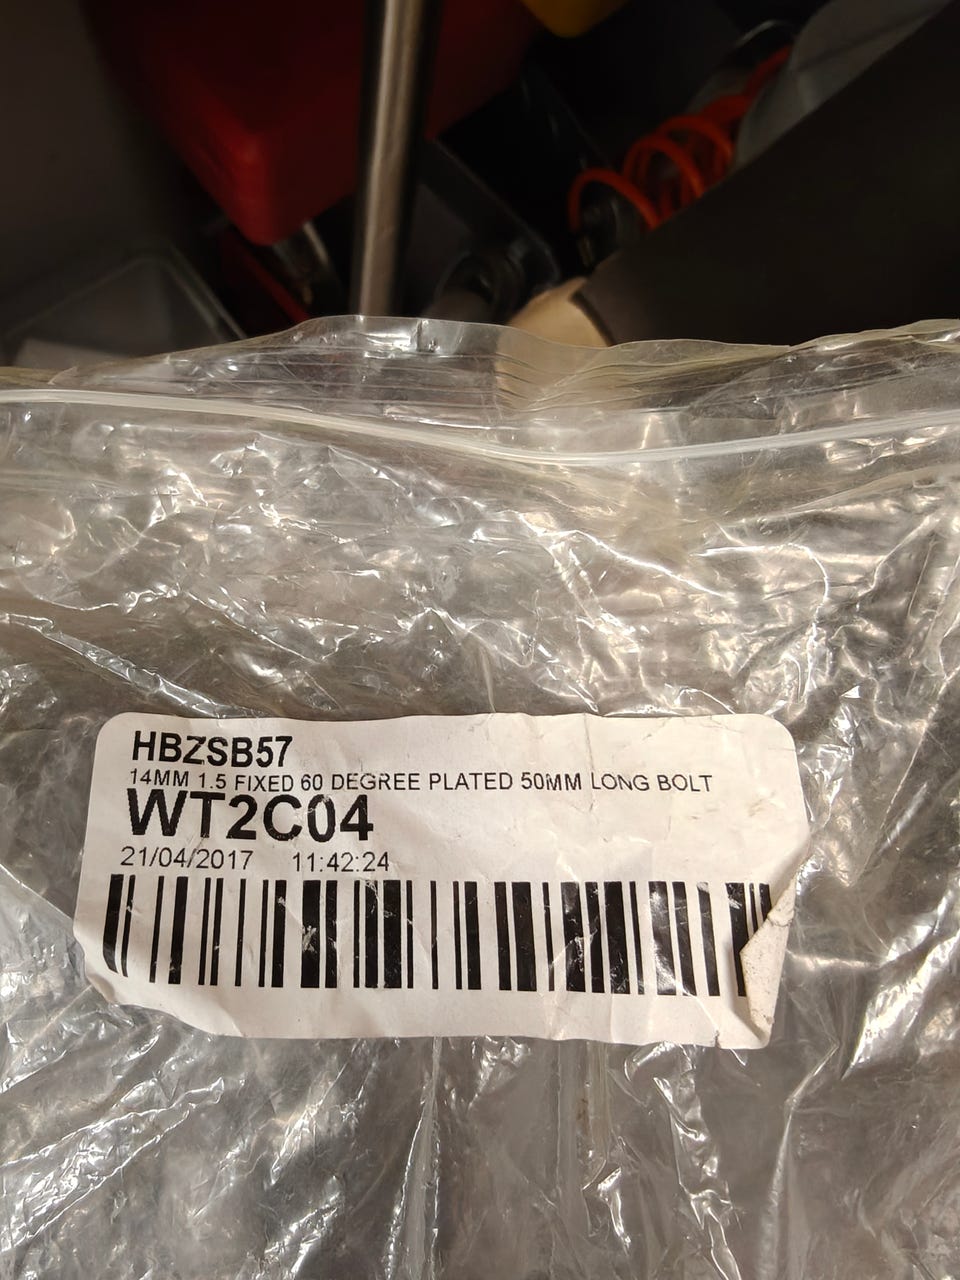 HBZSB57
14MM 1.5 FIXED 60 DEGREE PLATED 50MM LONG BOLT
WT2C04
21/04/2017 11:42:24